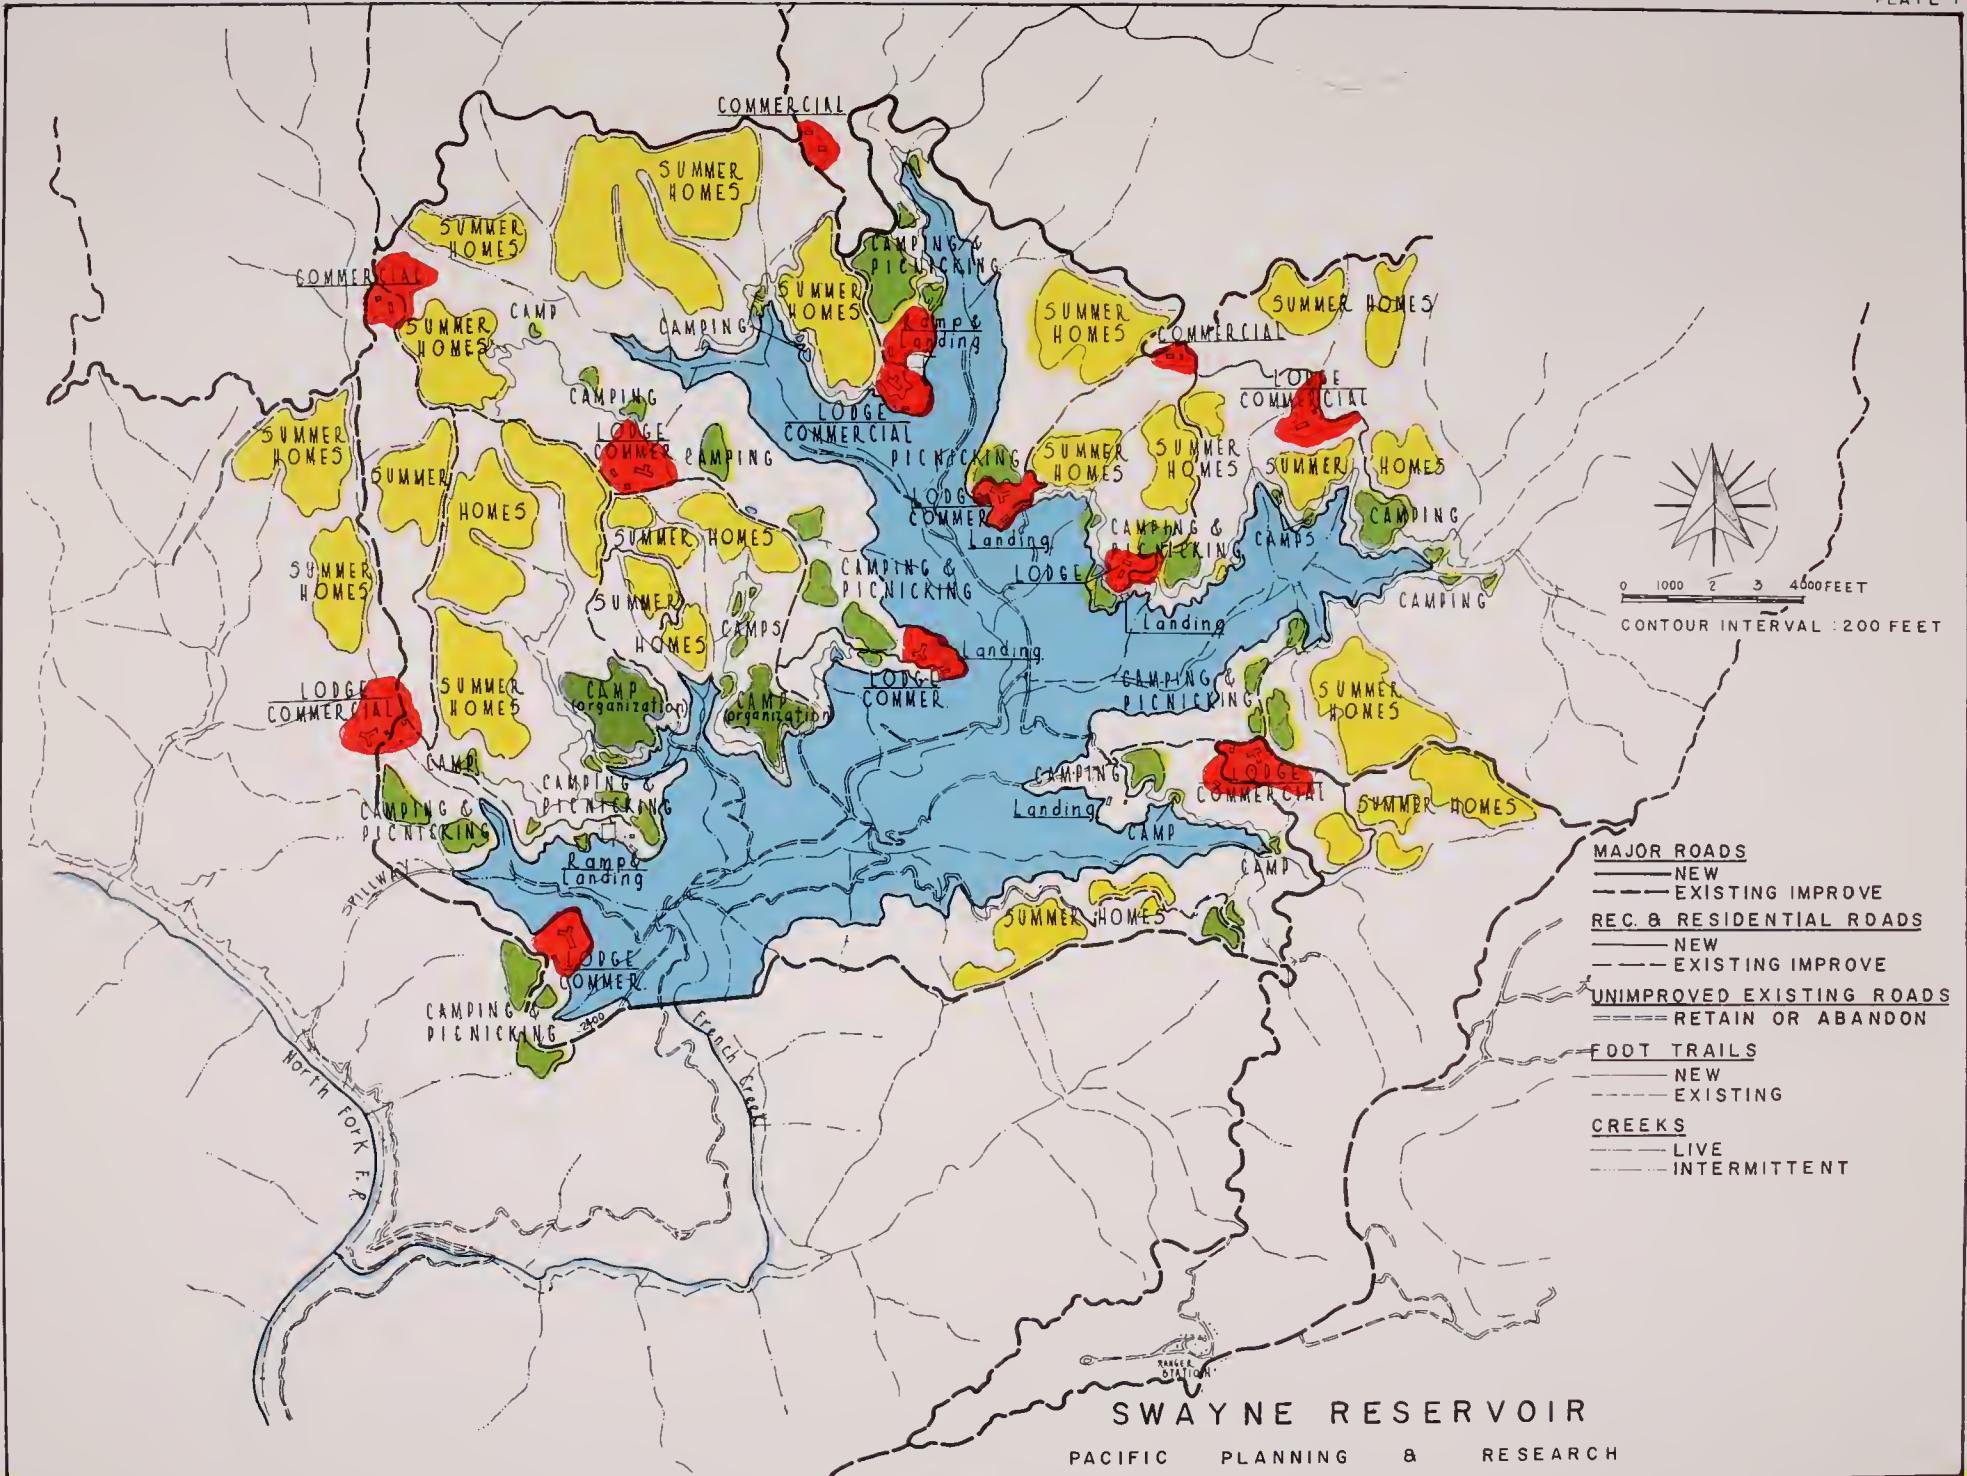 COMMERCIAL
SUMMER
HOMES
SUMMER
HOMES
CAMPING &
PICNICKING
COMMERCIAL
SUMMER
HOMES
SUMMER
HOMES
CAMP
CAMPING
SUMMER
HOMES
Ramp &
Landing
SUMMER
HOMES
SUMMER HOMES
COMMERCIAL
LODGE
COMMERCIAL
CAMPING
LODGE
COMMERCIAL
LODGE
COMMER
CAMPING
PICNICKING
SUMMER
HOMES
SUMMER
HOMES
SUMMER HOMES
SUMMER
HOMES
SUMMER
HOMES
LODGE
COMMER
Landing
CAMPING &
PICNICKING
CAMPS
CAMPING
SUMMER HOMES
SUMMER
HOMES
CAMPING &
PICNICKING
LODGE
Landing
CAMPING
0 1000 2 3 4000 FEET
CONTOUR INTERVAL : 200 FEET
SUMMER
HOMES
CAMPS
Landing
LODGE
COMMER.
LODGE
COMMERCIAL
SUMMER
HOMES
CAMP
(organization)
CAMP
(organization)
CAMPING &
PICNICKING
SUMMER
HOMES
CAMP
CAMPING &
PICNICKING
CAMPING &
PICNICKING
CAMPING
Landing
CAMP
LODGE
COMMERCIAL
SUMMER HOMES
Ramp &
Landing
SPILLWAY
CAMP
SUMMER HOMES
LODGE
COMMER.
CAMPING &
PICNICKING
2400
French Creek
North Fork F.R.
MAJOR ROADS
NEW
EXISTING IMPROVE
REC. & RESIDENTIAL ROADS
NEW
EXISTING IMPROVE
UNIMPROVED EXISTING ROADS
RETAIN OR ABANDON
FOOT TRAILS
NEW
EXISTING
CREEKS
LIVE
INTERMITTENT
RANGER
STATION
SWAYNE RESERVOIR
PACIFIC PLANNING & RESEARCH